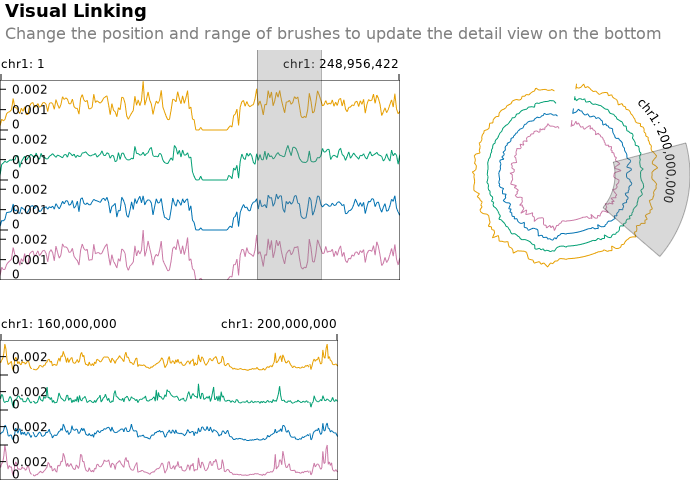 Visual Linking
Change the position and range of brushes to update the detail view on the bottom
chr1: 1
chr1: 248,956,422
0.002
0.001
0
0.002
0.001
0
0.002
0.001
0
0.002
0.001
0
chr1: 200,000,000
chr1: 160,000,000
chr1: 200,000,000
0.002
0
0.002
0
0.002
0
0.002
0